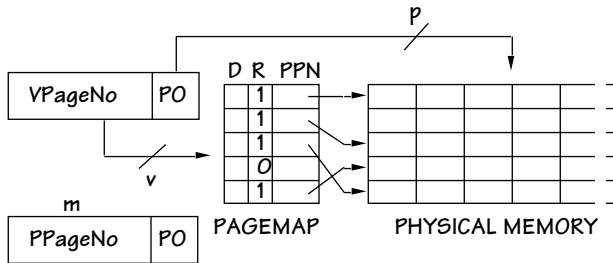 p
D R PPN
VPageNo PO
1
1
1
0
1
v
m
PPageNo PO
PAGEMAP
PHYSICAL MEMORY